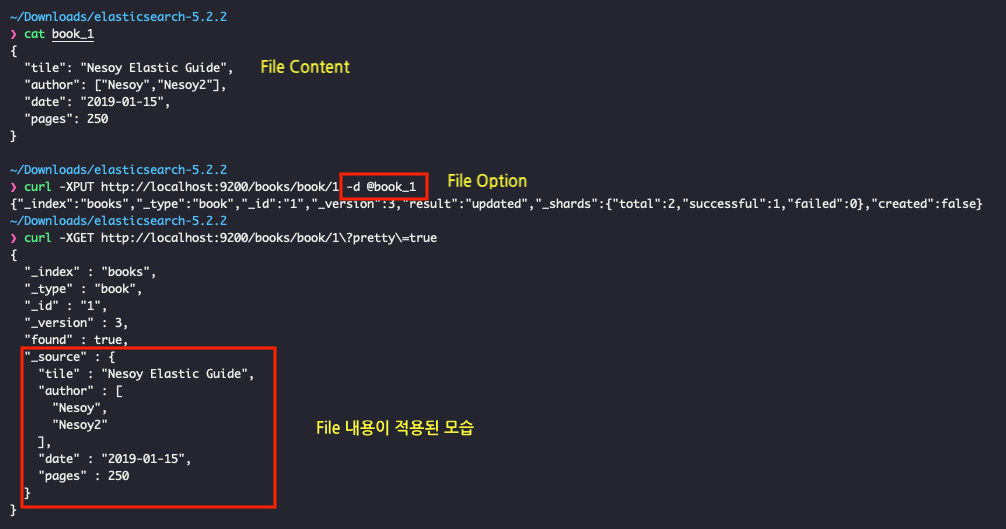 ~/Downloads/elasticsearch-5.2.2
❯ cat book_1
{
"tile": "Nesoy Elastic Guide",
File Content
"author": ["Nesoy","Nesoy2"],
"date": "2019-01-15",
"pages": 250
}
~/Downloads/elasticsearch-5.2.2
❯ curl -XPUT http://localhost:9200/books/book/1 -d @book_1
File Option
{"_index":"books","_type":"book","_id":"1","_version":3,"result":"updated","_shards":{"total":2,"successful":1,"failed":0},"created":false}
~/Downloads/elasticsearch-5.2.2
❯ curl -XGET http://localhost:9200/books/book/1\?pretty\=true
{
"_index" : "books",
"_type" : "book",
"_id" : "1",
"_version" : 3,
"found" : true,
"_source" : {
"tile" : "Nesoy Elastic Guide",
"author" : [
"Nesoy",
"Nesoy2"
],
File 내용이 적용된 모습
"date" : "2019-01-15",
"pages" : 250
}
}